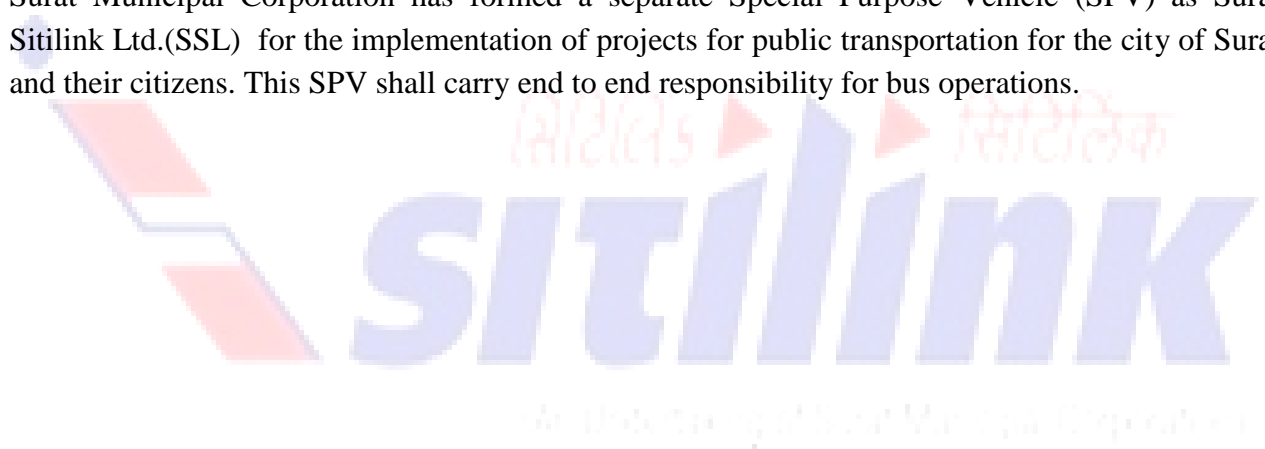 Surat Municipal Corporation has formed a separate Special Purpose Vehicle (SPV) as Sura
Sitilink Ltd.(SSL) for the implementation of projects for public transportation for the city of Sura
and their citizens. This SPV shall carry end to end responsibility for bus operations.
સિટિલિંક सिटिलिंक
sitilink